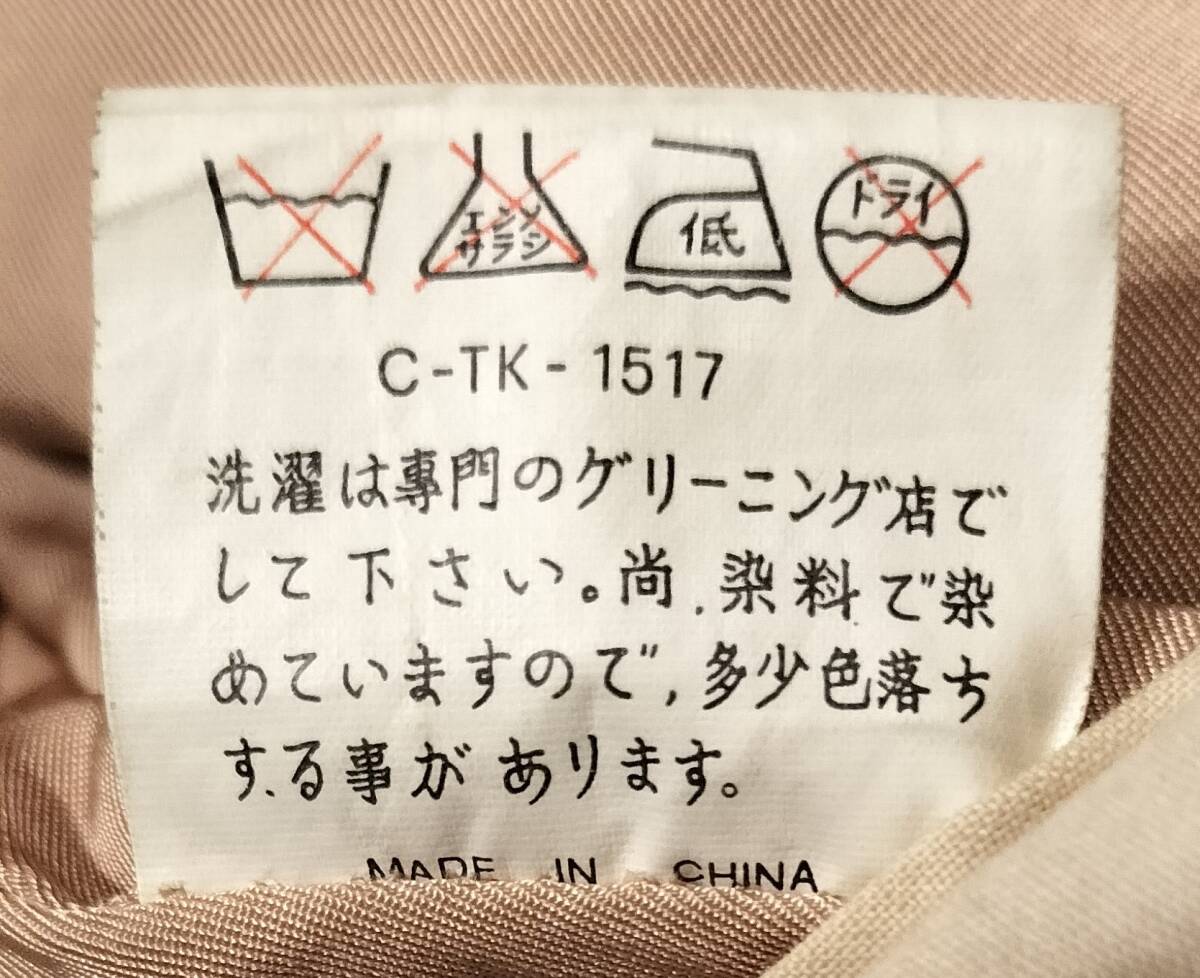 エンソ
サラシ
低
ドライ
C-TK-1517
洗濯は專門のグリーニング店で
して下さい。尚、染料で染
めていますので、多少色落ち
する事があります。
MADE IN CHINA